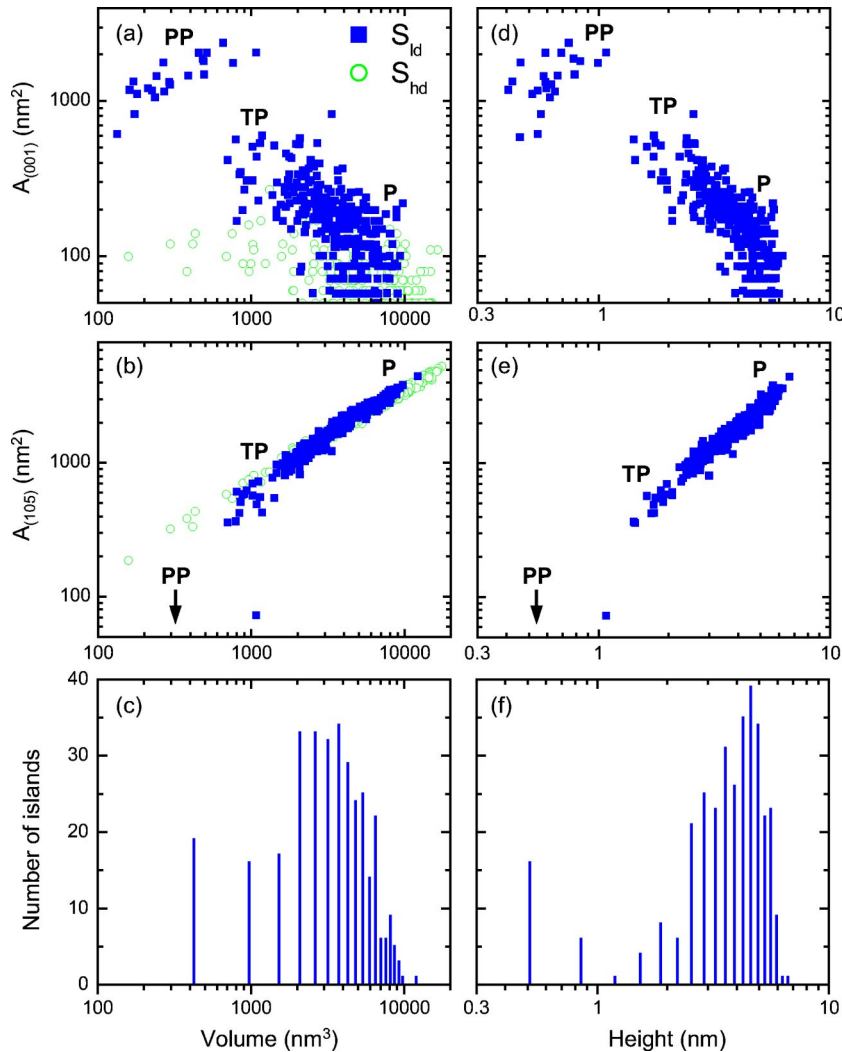 (a) PP S_ld (d) PP
S_hd
A_(001) (nm²) 1000 TP TP
P P
100
100 1000 10000 0.3 1 10
(b) P (e) P
A_(105) (nm²) 1000 TP TP
PP PP
100
100 1000 10000 0.3 1 10
40 (c) (f)
30
Number of islands 20
10
0
100 1000 10000 0.3 1 10
Volume (nm³) Height (nm)